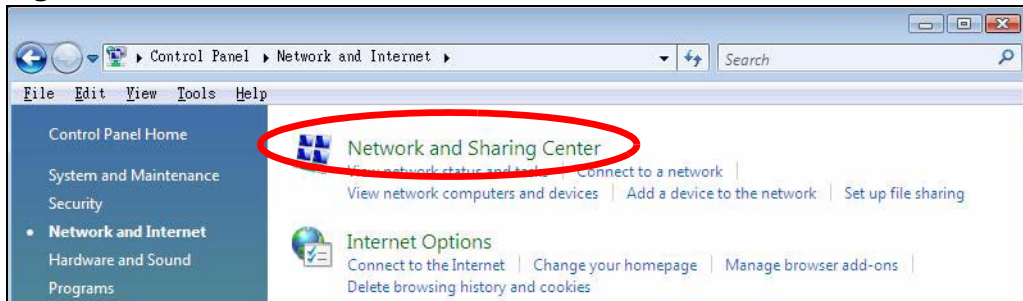 Control Panel ▸ Network and Internet ▸
Search
File Edit View Tools Help
Control Panel Home
System and Maintenance
Security
• Network and Internet
Hardware and Sound
Programs
Network and Sharing Center
View network status and tasks | Connect to a network |
View network computers and devices | Add a device to the network | Set up file sharing
Internet Options
Connect to the Internet | Change your homepage | Manage browser add-ons |
Delete browsing history and cookies